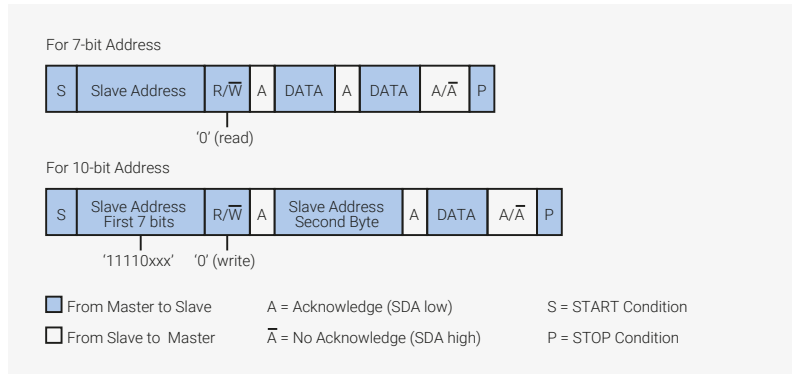 For 7-bit Address
S Slave Address R/W̅ A DATA A DATA A/A̅ P
'0' (read)
For 10-bit Address
S Slave Address First 7 bits R/W̅ A Slave Address Second Byte A DATA A/A̅ P
'11110xxx' '0' (write)
From Master to Slave A = Acknowledge (SDA low) S = START Condition
From Slave to Master A̅ = No Acknowledge (SDA high) P = STOP Condition